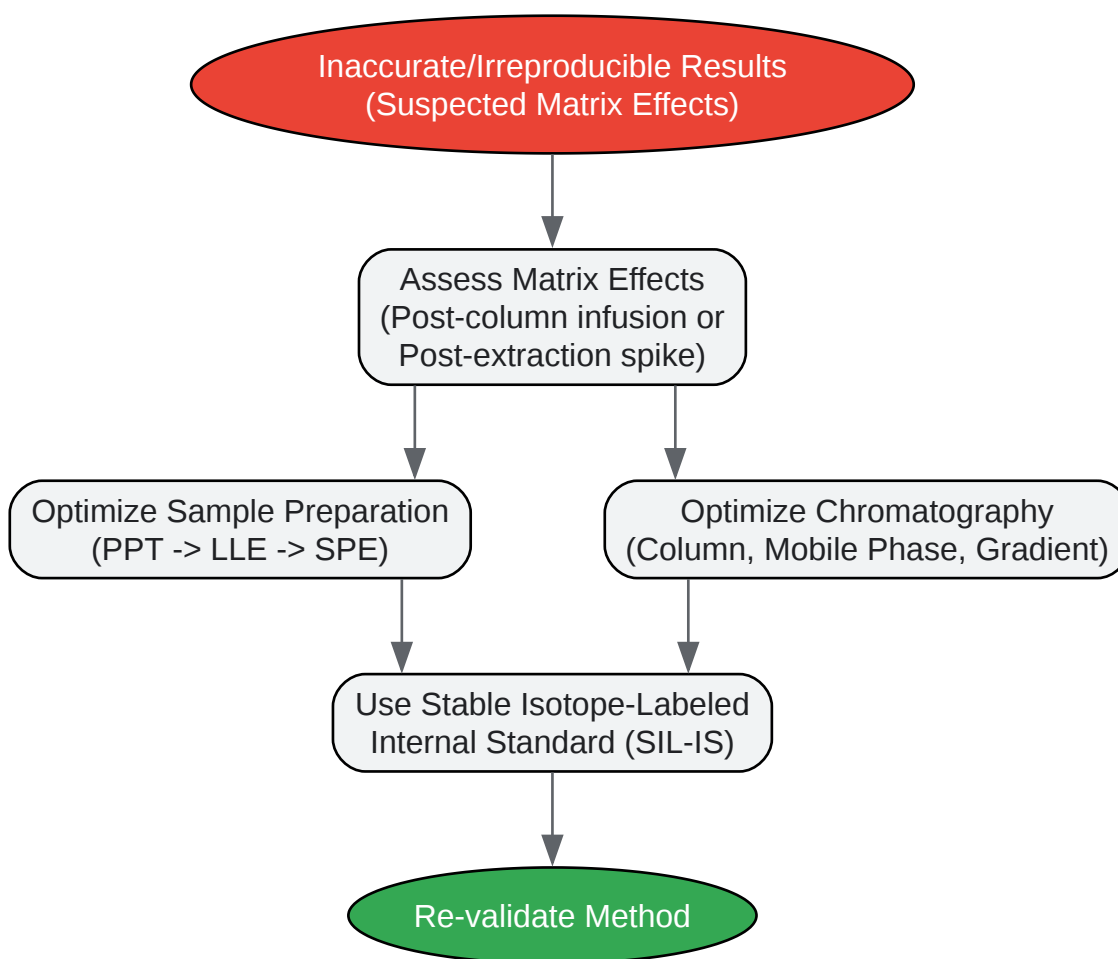 Inaccurate/Irreproducible Results
(Suspected Matrix Effects)
Assess Matrix Effects
(Post-column infusion or
Post-extraction spike)
Optimize Sample Preparation
(PPT -> LLE -> SPE)
Optimize Chromatography
(Column, Mobile Phase, Gradient)
Use Stable Isotope-Labeled
Internal Standard (SIL-IS)
Re-validate Method